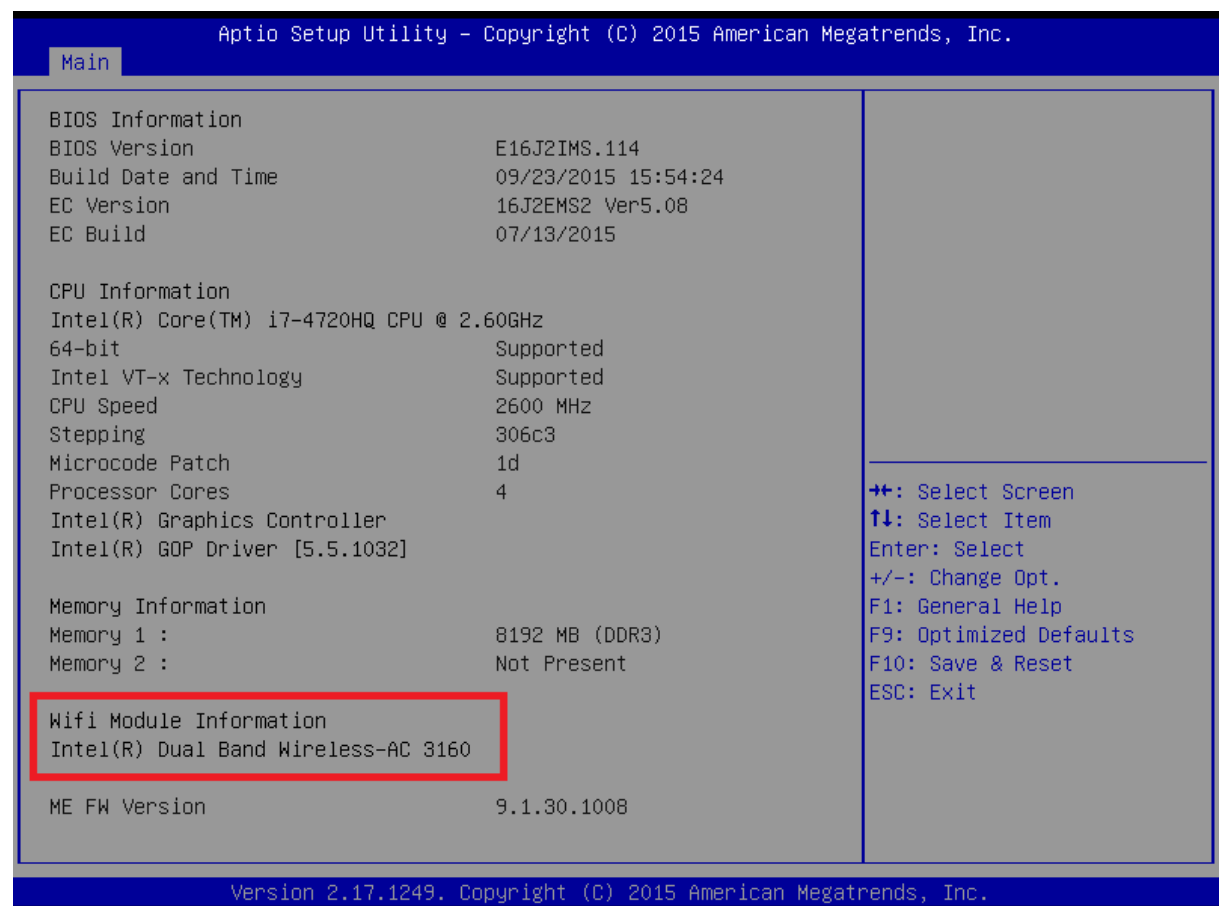 Aptio Setup Utility – Copyright (C) 2015 American Megatrends, Inc.
Main
BIOS Information
BIOS Version E16J2IMS.114
Build Date and Time 09/23/2015 15:54:24
EC Version 16J2EMS2 Ver5.08
EC Build 07/13/2015
CPU Information
Intel(R) Core(TM) i7-4720HQ CPU @ 2.60GHz
64-bit Supported
Intel VT-x Technology Supported
CPU Speed 2600 MHz
Stepping 306c3
Microcode Patch 1d
Processor Cores 4
Intel(R) Graphics Controller
Intel(R) GOP Driver [5.5.1032]
Memory Information
Memory 1 : 8192 MB (DDR3)
Memory 2 : Not Present
Wifi Module Information
Intel(R) Dual Band Wireless-AC 3160
ME FW Version 9.1.30.1008
→←: Select Screen
↑↓: Select Item
Enter: Select
+/-: Change Opt.
F1: General Help
F9: Optimized Defaults
F10: Save & Reset
ESC: Exit
Version 2.17.1249. Copyright (C) 2015 American Megatrends, Inc.